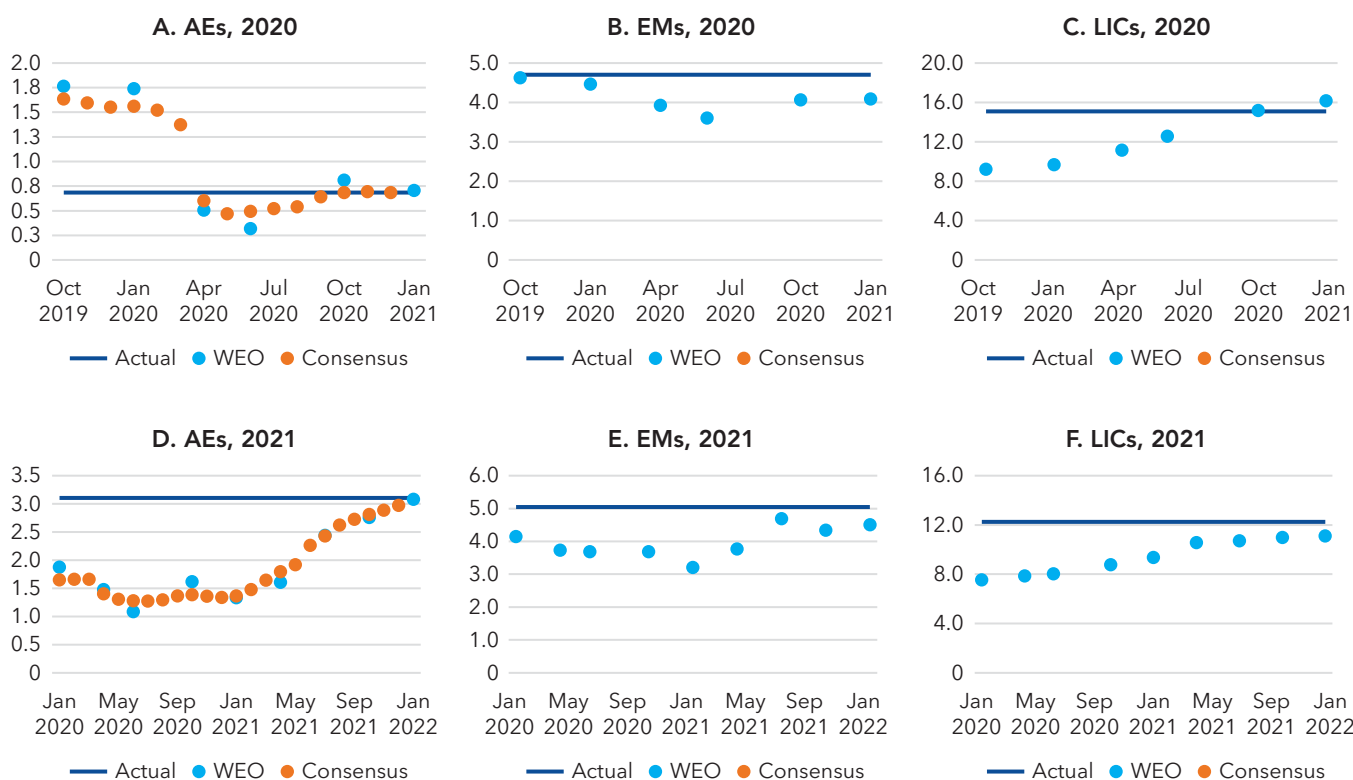 A. AEs, 2020
2.0
1.8
1.5
1.3
1.0
0.8
0.5
0.3
0
Oct Jan Apr Jul Oct Jan
2019 2020 2020 2020 2020 2021
Actual WEO Consensus
B. EMs, 2020
5.0
4.0
3.0
2.0
1.0
0
Oct Jan Apr Jul Oct Jan
2019 2020 2020 2020 2020 2021
Actual WEO Consensus
C. LICs, 2020
20.0
16.0
12.0
8.0
4.0
0
Oct Jan Apr Jul Oct Jan
2019 2020 2020 2020 2020 2021
Actual WEO Consensus
D. AEs, 2021
3.5
3.0
2.5
2.0
1.5
1.0
0.5
0
Jan May Sep Jan May Sep Jan
2020 2020 2020 2021 2021 2021 2022
Actual WEO Consensus
E. EMs, 2021
6.0
5.0
4.0
3.0
2.0
1.0
0
Jan May Sep Jan May Sep Jan
2020 2020 2020 2021 2021 2021 2022
Actual WEO Consensus
F. LICs, 2021
16.0
12.0
8.0
4.0
0
Jan May Sep Jan May Sep Jan
2020 2020 2020 2021 2021 2021 2022
Actual WEO Consensus